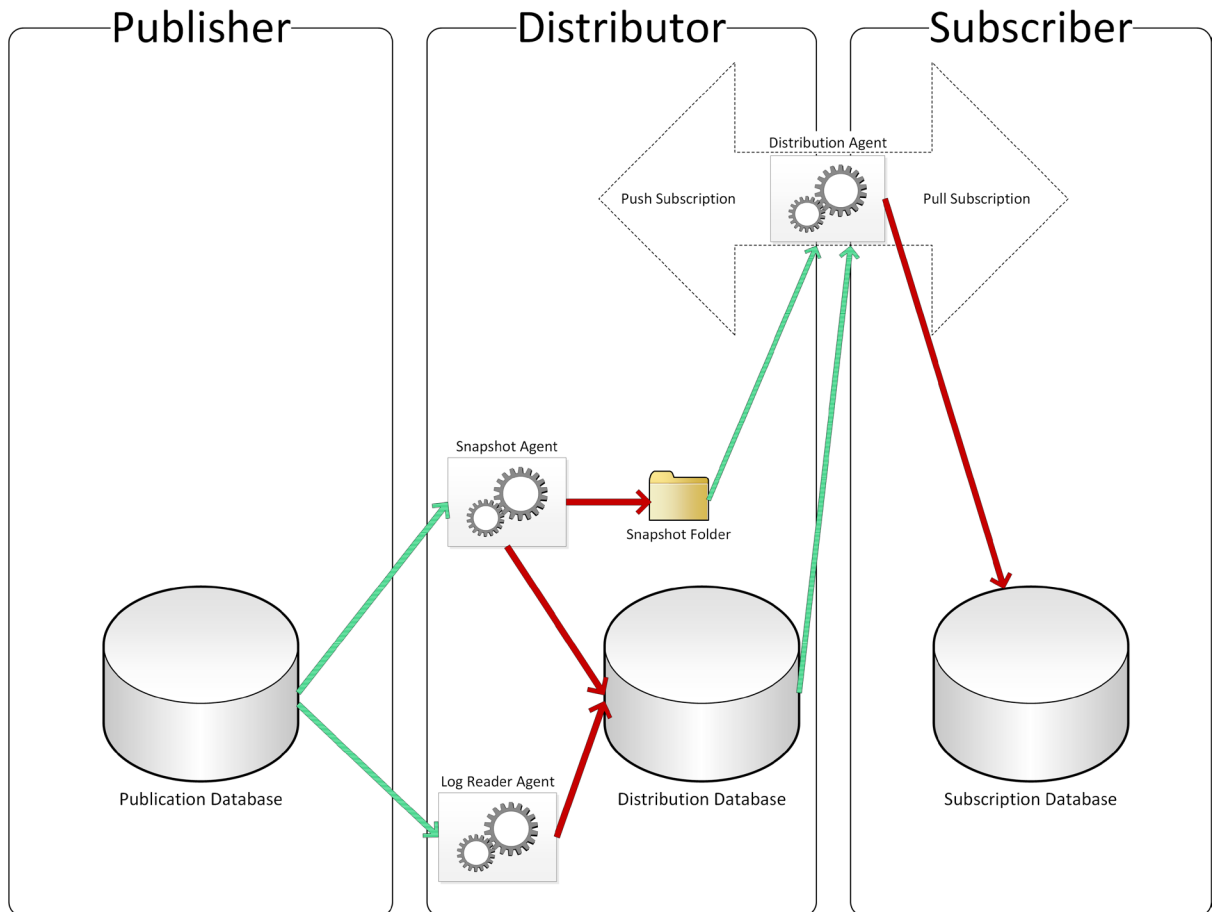 Publisher
Distributor
Subscriber
Distribution Agent
Push Subscription
Pull Subscription
Snapshot Agent
Snapshot Folder
Publication Database
Log Reader Agent
Distribution Database
Subscription Database